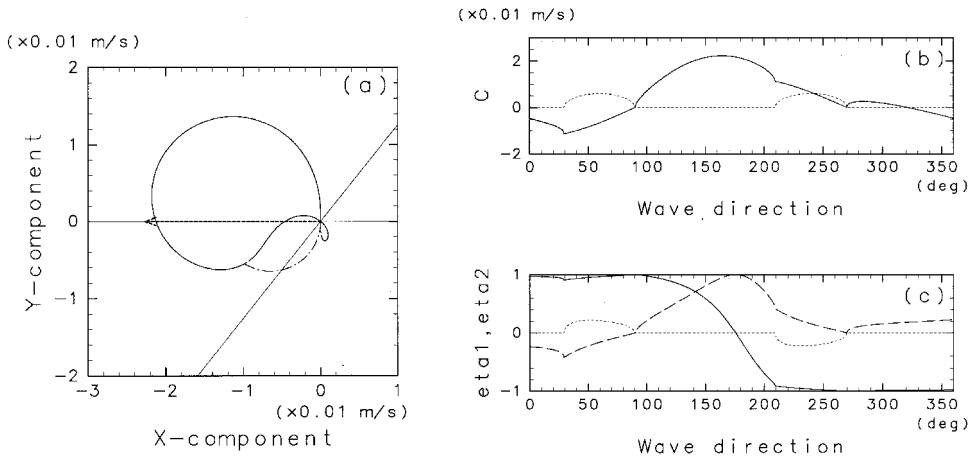 (×0.01 m/s)
2
1
0
-1
-2
(a)
Y-component
-3 -2 -1 0 1
(×0.01 m/s)
X-component
(×0.01 m/s)
2
0
-2
(b)
C
0 50 100 150 200 250 300 350
(deg)
Wave direction
1
0
-1
(c)
eta1,eta2
0 50 100 150 200 250 300 350
(deg)
Wave direction